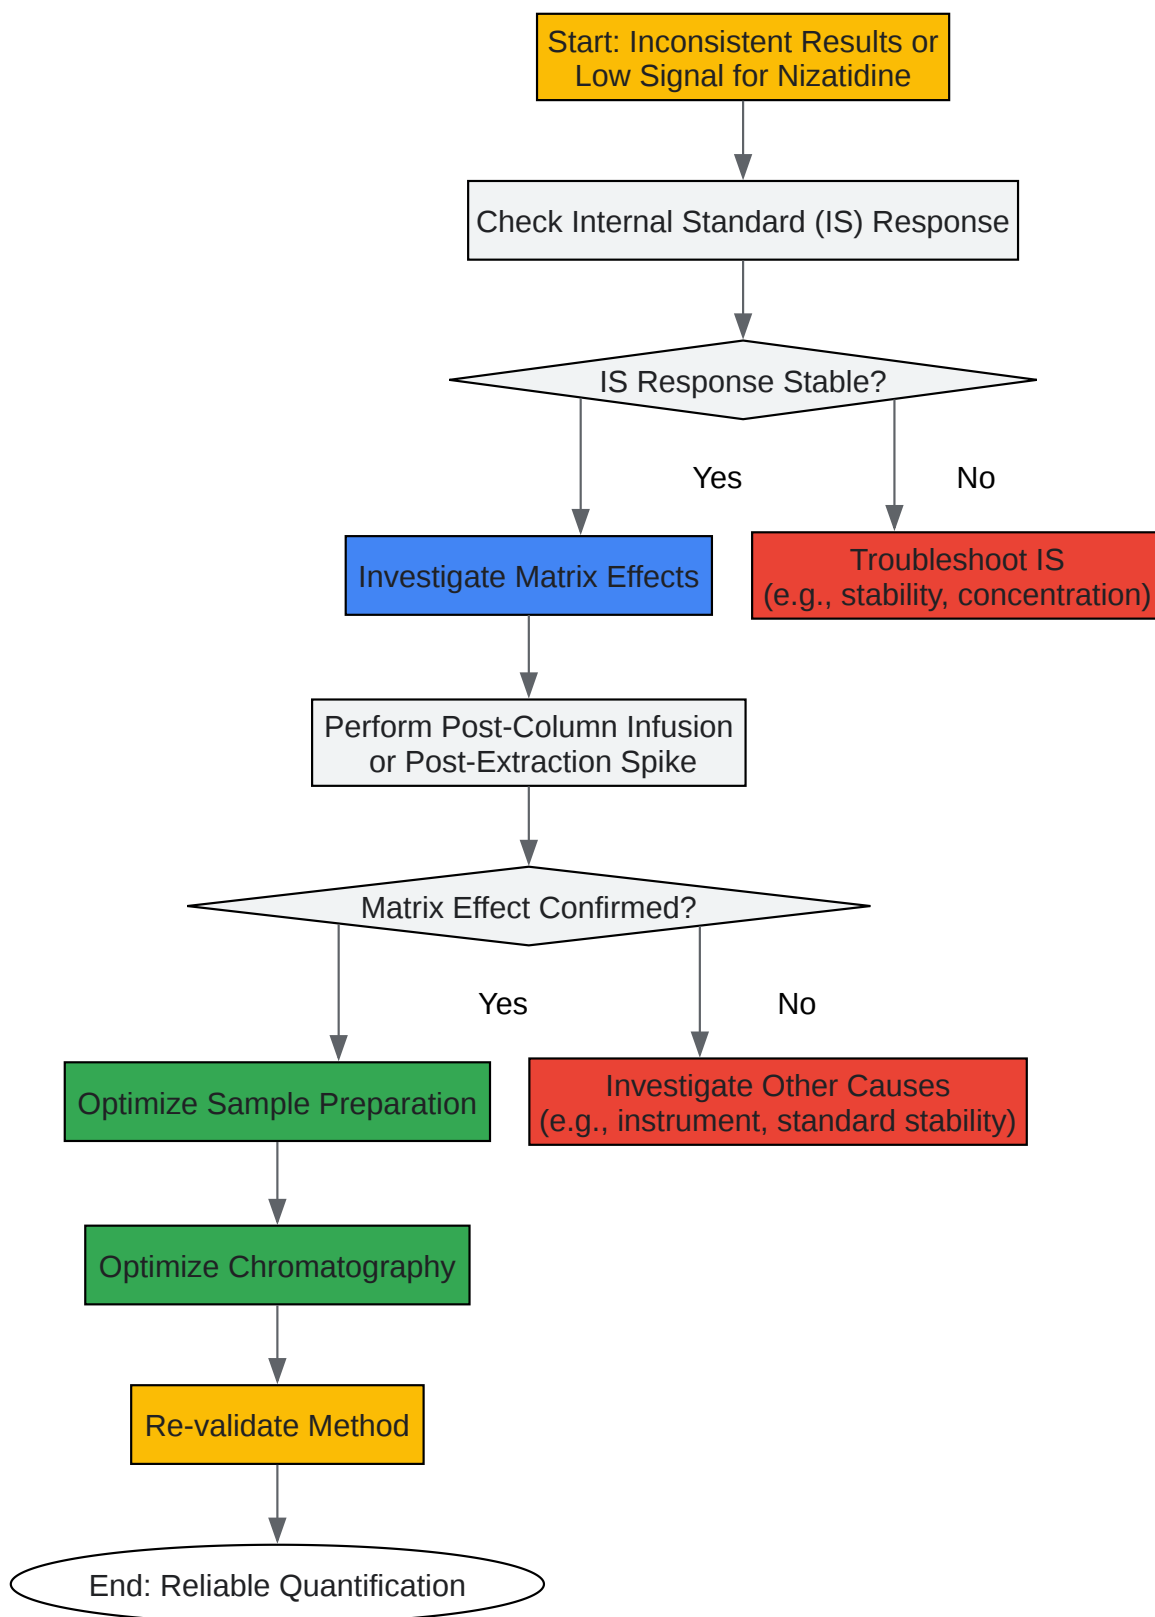 Start: Inconsistent Results or
Low Signal for Nizatidine
Check Internal Standard (IS) Response
IS Response Stable?
Yes
No
Investigate Matrix Effects
Troubleshoot IS
(e.g., stability, concentration)
Perform Post-Column Infusion
or Post-Extraction Spike
Matrix Effect Confirmed?
Yes
No
Optimize Sample Preparation
Investigate Other Causes
(e.g., instrument, standard stability)
Optimize Chromatography
Re-validate Method
End: Reliable Quantification